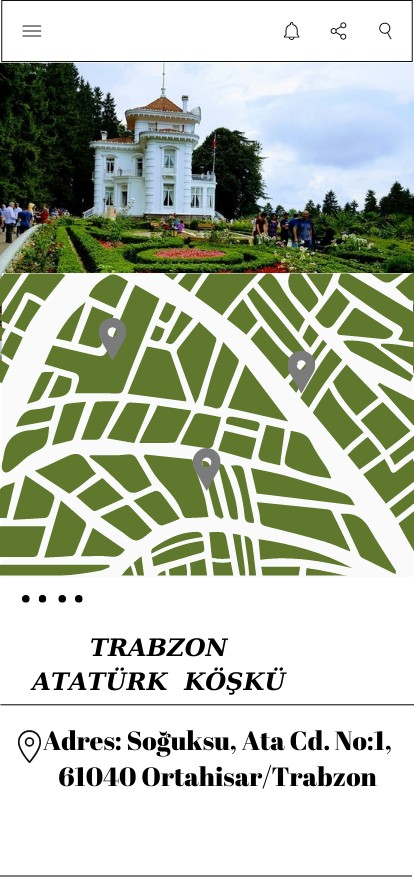 TRABZON
ATATÜRK KÖŞKÜ
Adres: Soğuksu, Ata Cd. No:1,
61040 Ortahisar/Trabzon